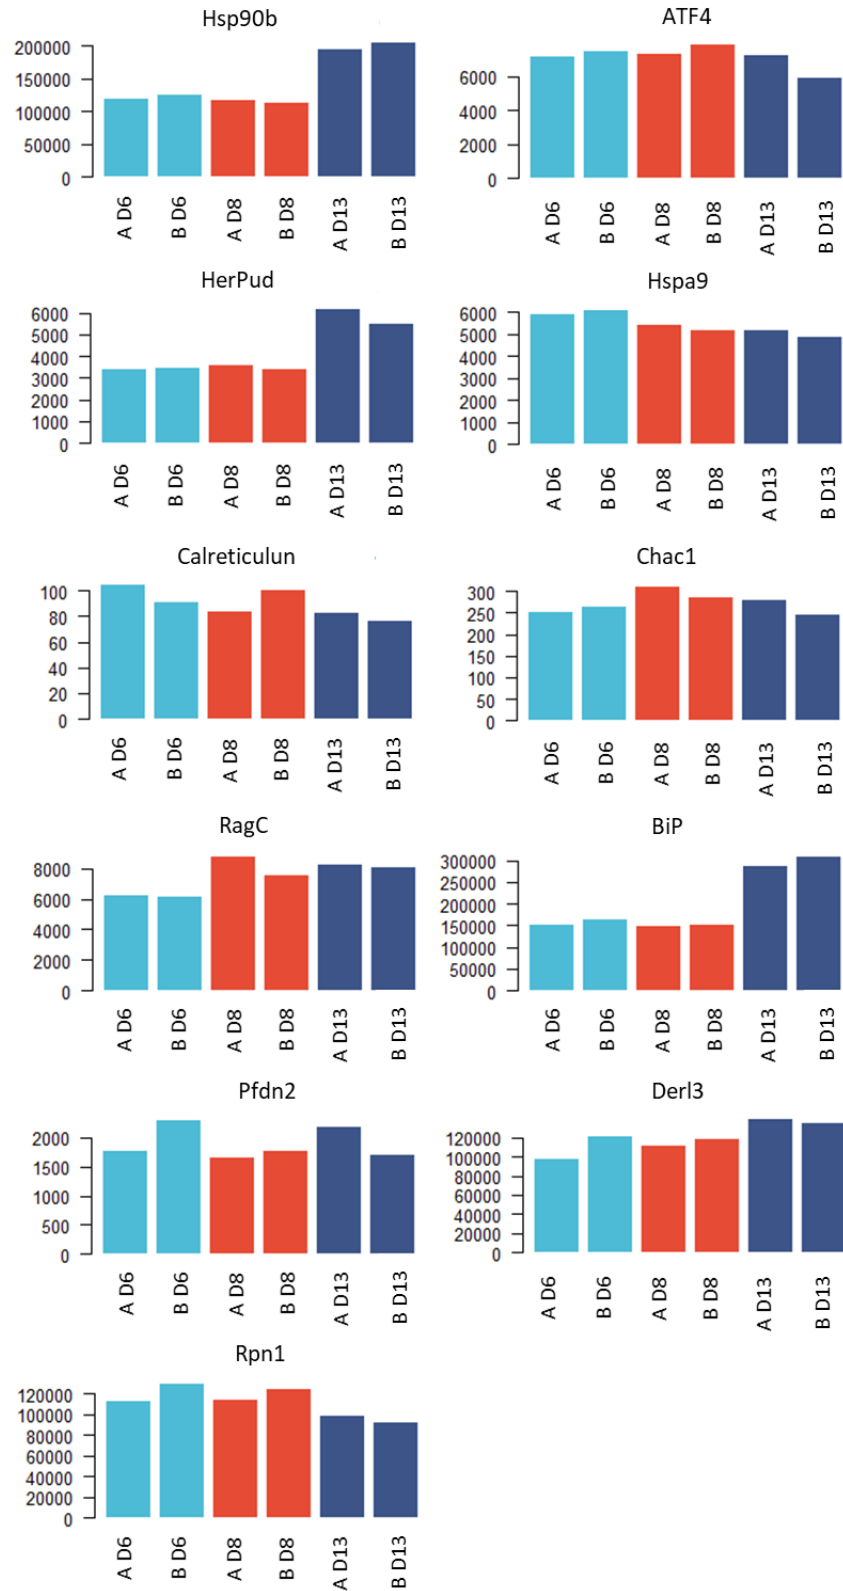 Hsp90b
200000
150000
100000
50000
0
A D6
B D6
A D8
B D8
A D13
B D13
ATF4
6000
4000
2000
0
A D6
B D6
A D8
B D8
A D13
B D13
HerPud
6000
5000
4000
3000
2000
1000
0
A D6
B D6
A D8
B D8
A D13
B D13
Hspa9
6000
5000
4000
3000
2000
1000
0
A D6
B D6
A D8
B D8
A D13
B D13
Calreticulun
100
80
60
40
20
0
A D6
B D6
A D8
B D8
A D13
B D13
Chac1
300
250
200
150
100
50
0
A D6
B D6
A D8
B D8
A D13
B D13
RagC
8000
6000
4000
2000
0
A D6
B D6
A D8
B D8
A D13
B D13
BiP
300000
250000
200000
150000
100000
50000
0
A D6
B D6
A D8
B D8
A D13
B D13
Pfdn2
2000
1500
1000
500
0
A D6
B D6
A D8
B D8
A D13
B D13
Derl3
120000
100000
80000
60000
40000
20000
0
A D6
B D6
A D8
B D8
A D13
B D13
Rpn1
120000
100000
80000
60000
40000
20000
0
A D6
B D6
A D8
B D8
A D13
B D13